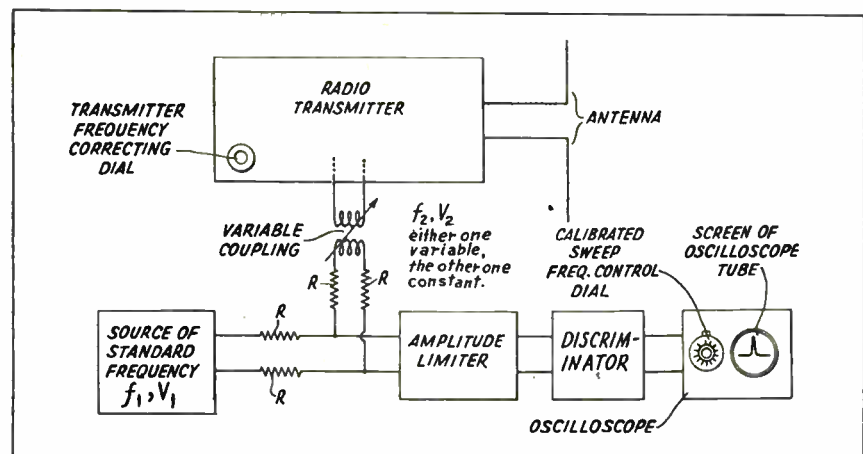 RADIO
TRANSMITTER
TRANSMITTER
FREQUENCY
CORRECTING
DIAL
ANTENNA
VARIABLE
COUPLING
f₂, V₂
either one
variable,
the other one
constant.
CALIBRATED
SWEEP
FREQ. CONTROL
DIAL
SCREEN OF
OSCILLOSCOPE
TUBE
R
R
R
SOURCE OF
STANDARD
FREQUENCY
f₁, V₁
R
AMPLITUDE
LIMITER
DISCRIM-
INATOR
OSCILLOSCOPE